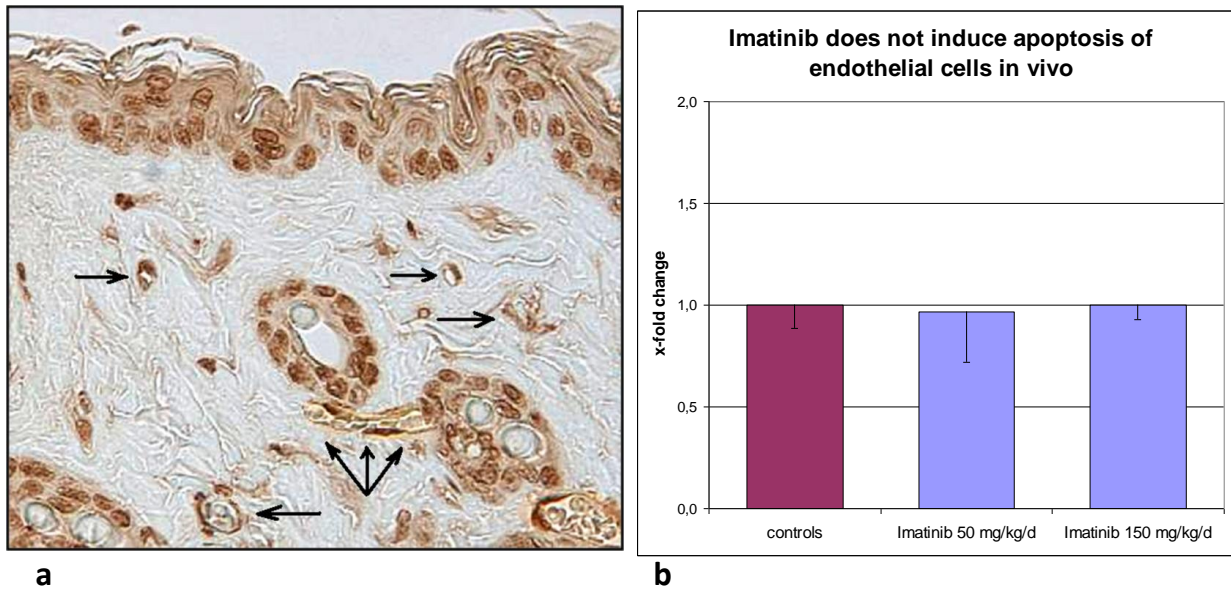 Imatinib does not induce apoptosis of
endothelial cells in vivo
2,0
1,5
1,0
0,5
0,0
x-fold change
controls
Imatinib 50 mg/kg/d
Imatinib 150 mg/kg/d
a
b